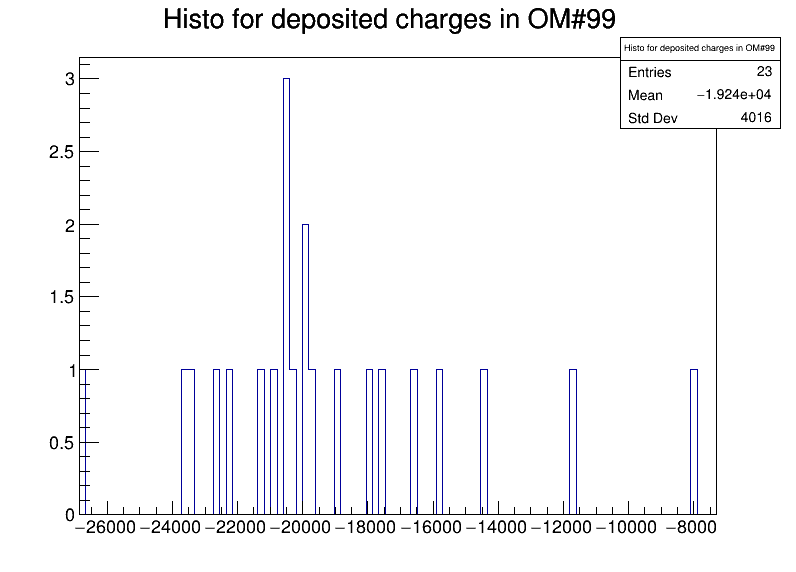 Histo for deposited charges in OM#99
Histo for deposited charges in OM#99
Entries 23
Mean −1.924e+04
Std Dev 4016
3
2.5
2
1.5
1
0.5
0
−26000 −24000 −22000 −20000 −18000 −16000 −14000 −12000 −10000 −8000